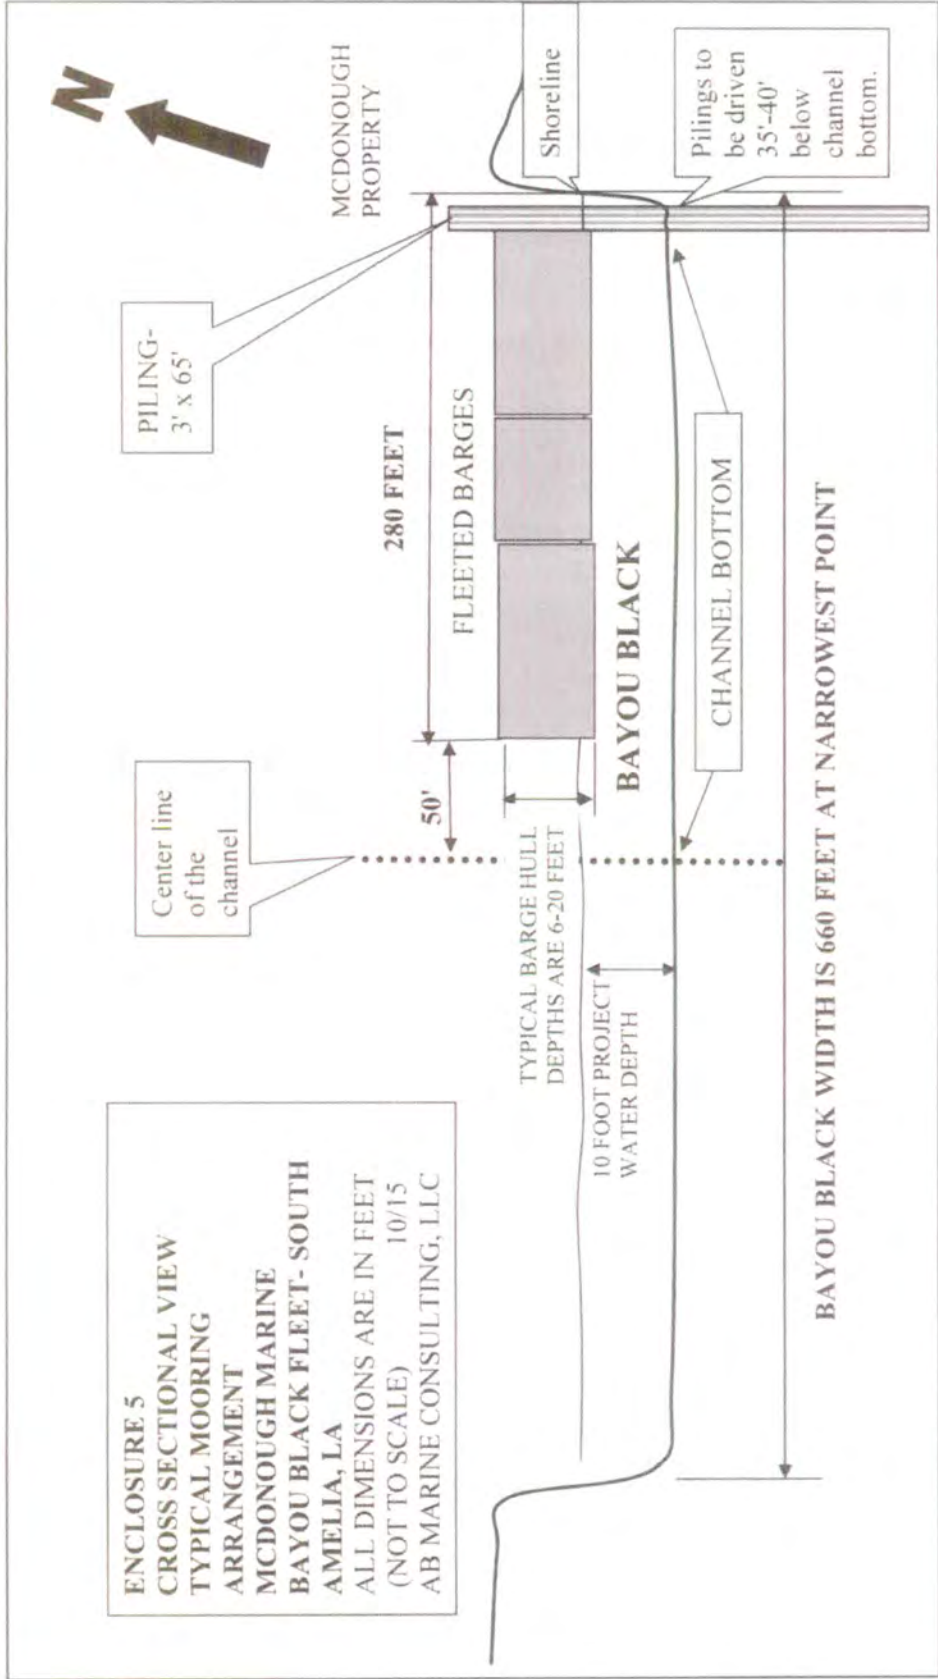 ENCLOSURE 5
CROSS SECTIONAL VIEW
TYPICAL MOORING
ARRANGEMENT
MCDONOUGH MARINE
BAYOU BLACK FLEET- SOUTH
AMELIA, LA
ALL DIMENSIONS ARE IN FEET
(NOT TO SCALE) 10/15
AB MARINE CONSULTING, LLC
Center line
of the
channel
PILING-
3' x 65'
N
MCDONOUGH
PROPERTY
280 FEET
50'
FLEETED BARGES
TYPICAL BARGE HULL
DEPTHS ARE 6-20 FEET
Shoreline
10 FOOT PROJECT
WATER DEPTH
BAYOU BLACK
CHANNEL BOTTOM
Pilings to
be driven
35'-40'
below
channel
bottom.
BAYOU BLACK WIDTH IS 660 FEET AT NARROWEST POINT